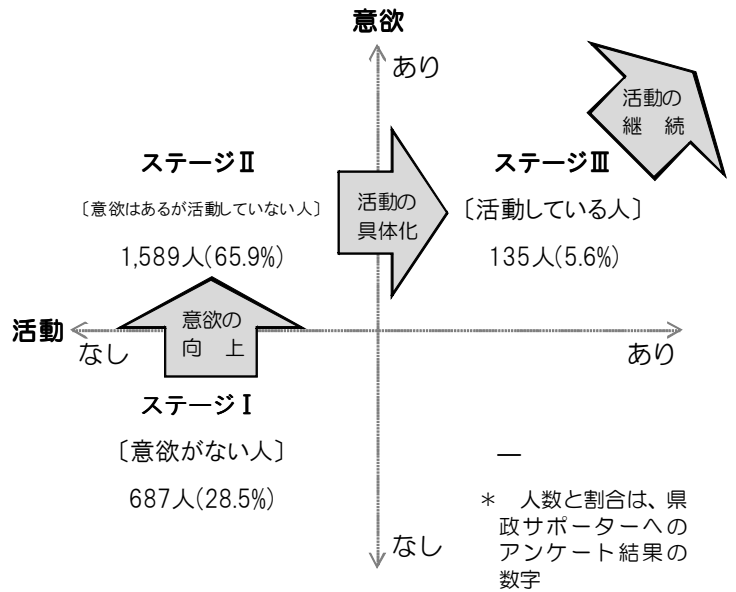 意欲
あり
活動の
継　続
ステージⅡ
〔意欲はあるが活動していない人〕
1,589人(65.9%)
活動の
具体化
ステージⅢ
〔活動している人〕
135人(5.6%)
活動
なし
意欲の
向　上
あり
ステージⅠ
〔意欲がない人〕
687人(28.5%)
―
＊　人数と割合は、県
政サポーターへの
アンケート結果の
数字
なし